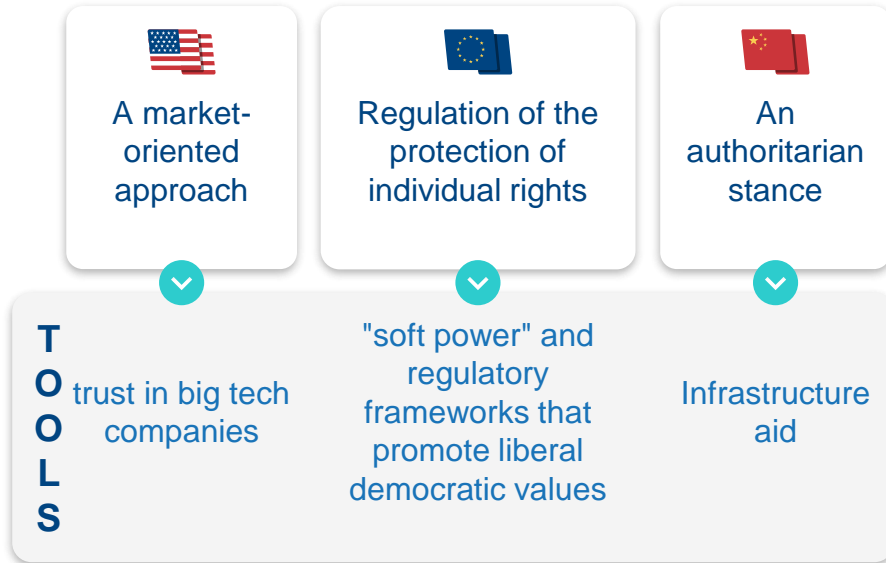 A market-
oriented
approach
Regulation of the
protection of
individual rights
An
authoritarian
stance
TOOLS
trust in big tech
companies
"soft power" and
regulatory
frameworks that
promote liberal
democratic values
Infrastructure
aid